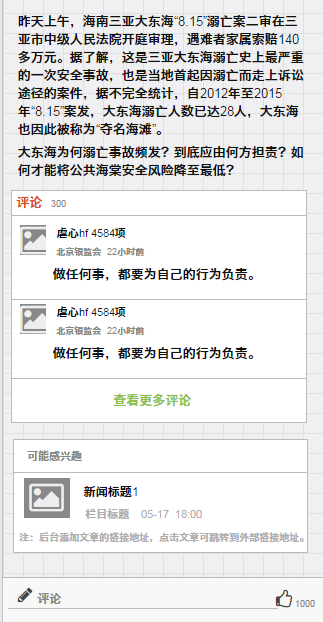 昨天上午，海南三亚大东海“8.15”溺亡案二审在三
亚市中级人民法院开庭审理，遇难者家属索赔140
多万元。据了解，这是三亚大东海溺亡史上最严重
的一次安全事故，也是当地首起因溺亡而走上诉讼
途径的案件，据不完全统计，自2012年至2015
年“8.15”案发，大东海溺亡人数已达28人，大东海
也因此被称为“夺名海滩”。
大东海为何溺亡事故频发？到底应由何方担责？如
何才能将公共海棠安全风险降至最低？
评论 300
虐心hf 4584项
北京银监会 22小时前
做任何事，都要为自己的行为负责。
虐心hf 4584项
北京银监会 22小时前
做任何事，都要为自己的行为负责。
查看更多评论
可能感兴趣
新闻标题1
栏目标题 05-17 18:00
注：后台添加文章的链接地址，点击文章可跳转到外部链接地址。
评论 1000